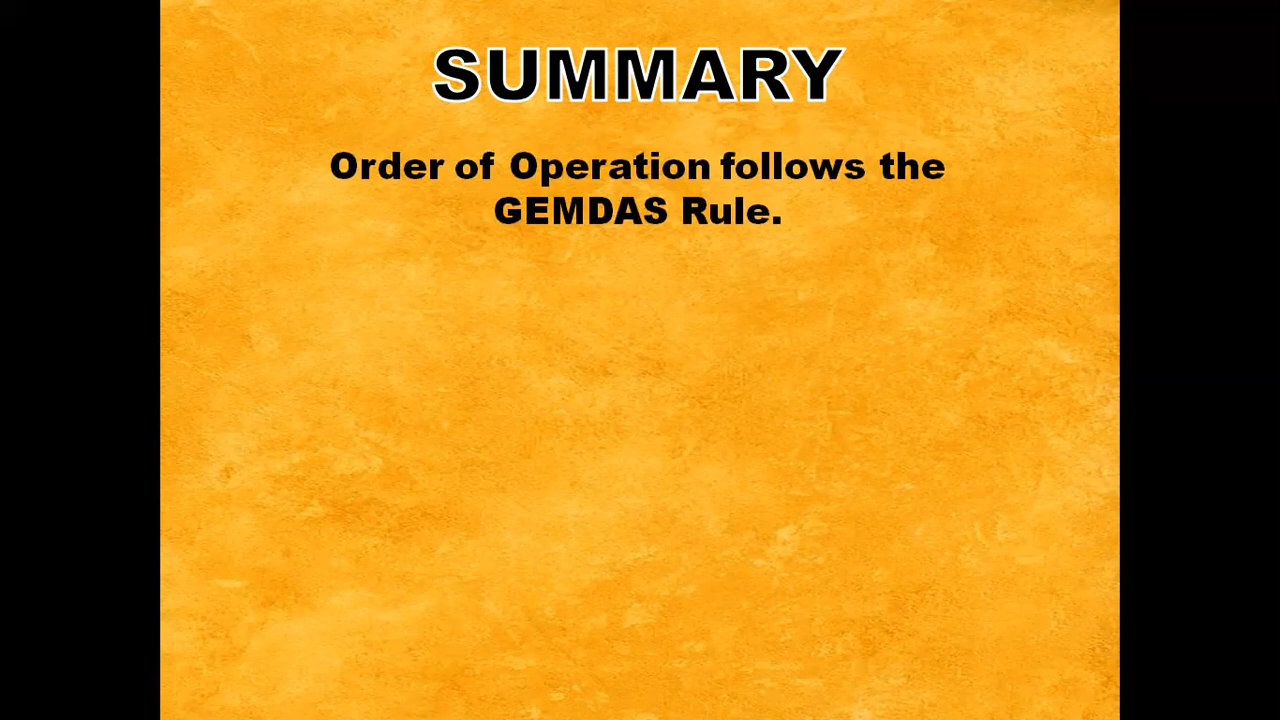 SUMMARY
Order of Operation follows the
GEMDAS Rule.